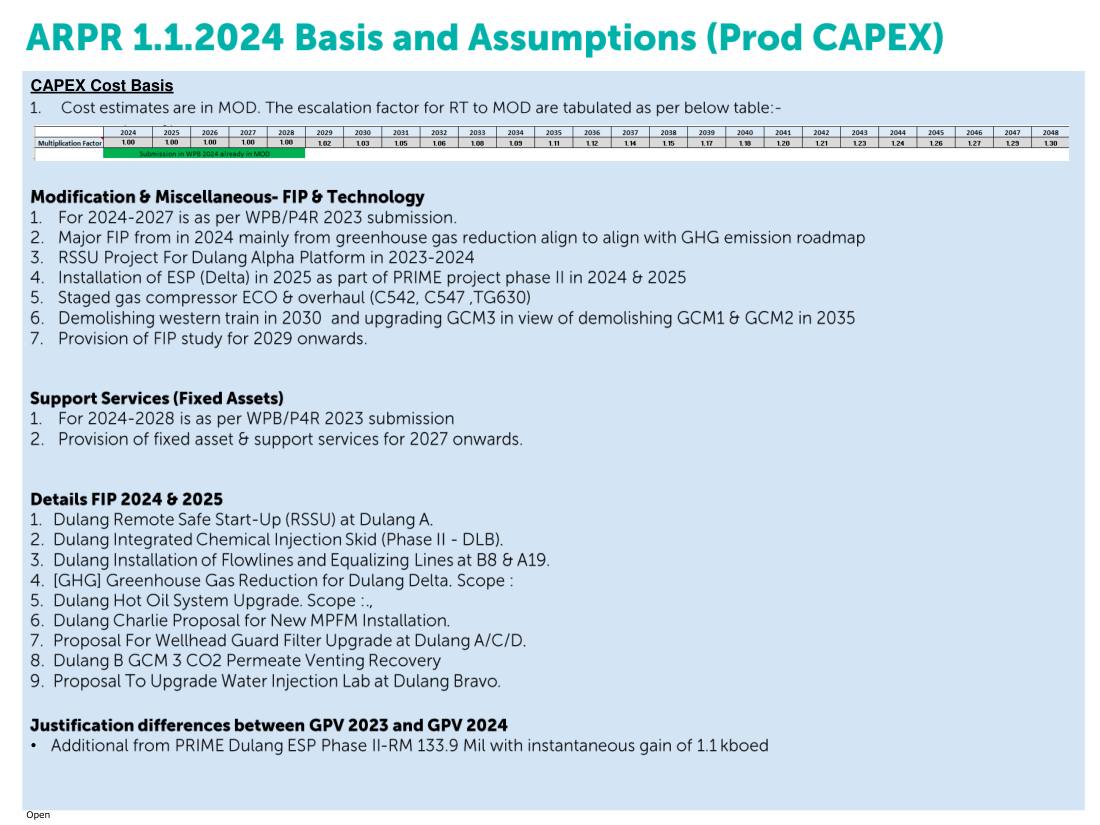 ARPR 1.1.2024 Basis and Assumptions (Prod CAPEX)
CAPEX Cost Basis
1. Cost estimates are in MOD. The escalation factor for RT to MOD are tabulated as per below table:-
2024 2025 2026 2027 2028 2029 2030 2031 2032 2033 2034 2035 2036 2037 2038 2039 2040 2041 2042 2043 2044 2045 2046 2047 2048
Multiplication Factor 1.00 1.00 1.00 1.00 1.00 1.02 1.03 1.05 1.06 1.08 1.09 1.11 1.12 1.14 1.15 1.17 1.18 1.20 1.21 1.23 1.24 1.26 1.27 1.29 1.30
Submission in WPB 2024 already in MOD
Modification & Miscellaneous- FIP & Technology
1. For 2024-2027 is as per WPB/P4R 2023 submission.
2. Major FIP from in 2024 mainly from greenhouse gas reduction align to align with GHG emission roadmap
3. RSSU Project For Dulang Alpha Platform in 2023-2024
4. Installation of ESP (Delta) in 2025 as part of PRIME project phase II in 2024 & 2025
5. Staged gas compressor ECO & overhaul (C542, C547 ,TG630)
6. Demolishing western train in 2030 and upgrading GCM3 in view of demolishing GCM1 & GCM2 in 2035
7. Provision of FIP study for 2029 onwards.
Support Services (Fixed Assets)
1. For 2024-2028 is as per WPB/P4R 2023 submission
2. Provision of fixed asset & support services for 2027 onwards.
Details FIP 2024 & 2025
1. Dulang Remote Safe Start-Up (RSSU) at Dulang A.
2. Dulang Integrated Chemical Injection Skid (Phase II - DLB).
3. Dulang Installation of Flowlines and Equalizing Lines at B8 & A19.
4. [GHG] Greenhouse Gas Reduction for Dulang Delta. Scope :
5. Dulang Hot Oil System Upgrade. Scope :.,
6. Dulang Charlie Proposal for New MPFM Installation.
7. Proposal For Wellhead Guard Filter Upgrade at Dulang A/C/D.
8. Dulang B GCM 3 CO2 Permeate Venting Recovery
9. Proposal To Upgrade Water Injection Lab at Dulang Bravo.
Justification differences between GPV 2023 and GPV 2024
• Additional from PRIME Dulang ESP Phase II-RM 133.9 Mil with instantaneous gain of 1.1 kboed
Open